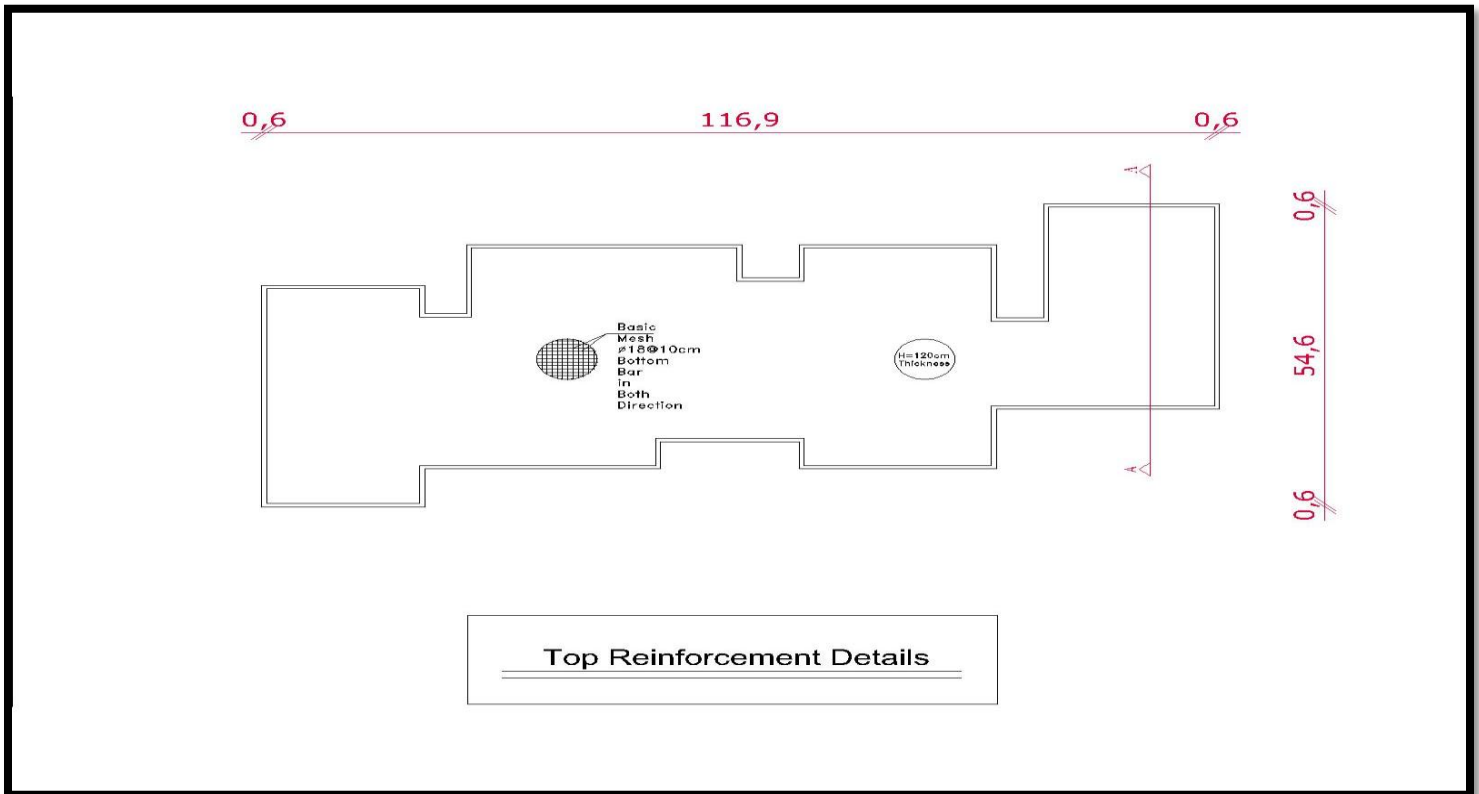 0,6
116,9
0,6
A
0,6
54,6
0,6
A
Basic
Mesh
ø18@10cm
Bottom
Bar
in
Both
Direction
H=120cm
Thickness
Top Reinforcement Details